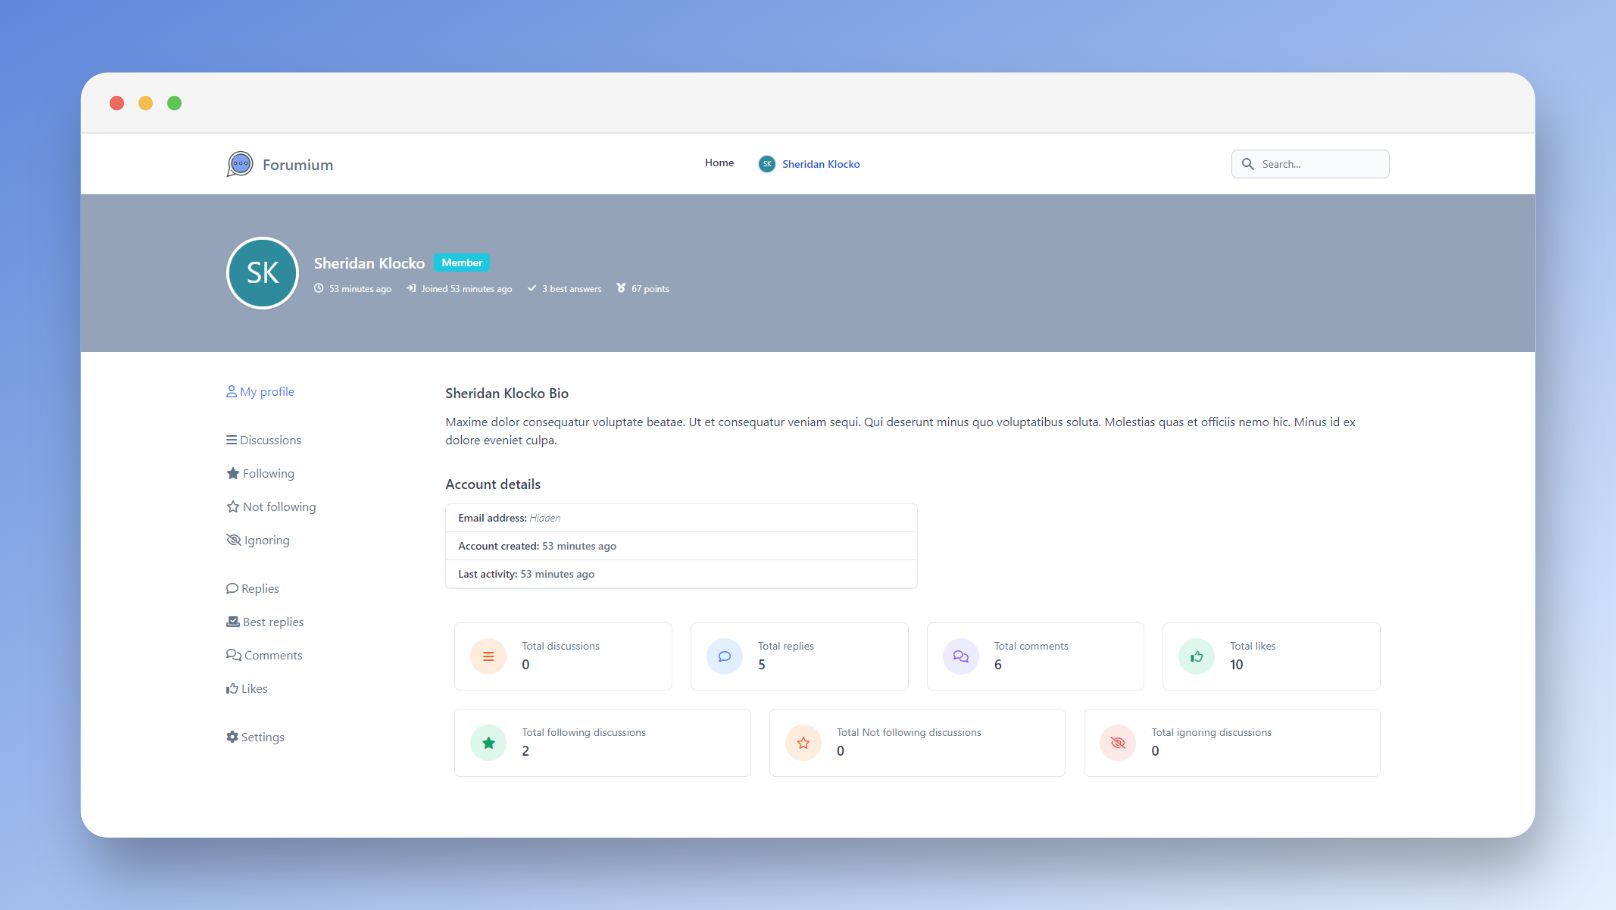 Forumium
Home
SK
Sheridan Klocko
Search...
SK
Sheridan Klocko
Member
53 minutes ago
Joined 53 minutes ago
3 best answers
67 points
My profile
Discussions
Following
Not following
Ignoring
Replies
Best replies
Comments
Likes
Settings
Sheridan Klocko Bio
Maxime dolor consequatur voluptate beatae. Ut et consequatur veniam sequi. Qui deserunt minus quo voluptatibus soluta. Molestias quas et officiis nemo hic. Minus id ex
dolore eveniet culpa.
Account details
Email address: Hidden
Account created: 53 minutes ago
Last activity: 53 minutes ago
Total discussions
0
Total replies
5
Total comments
6
Total likes
10
Total following discussions
2
Total Not following discussions
0
Total ignoring discussions
0